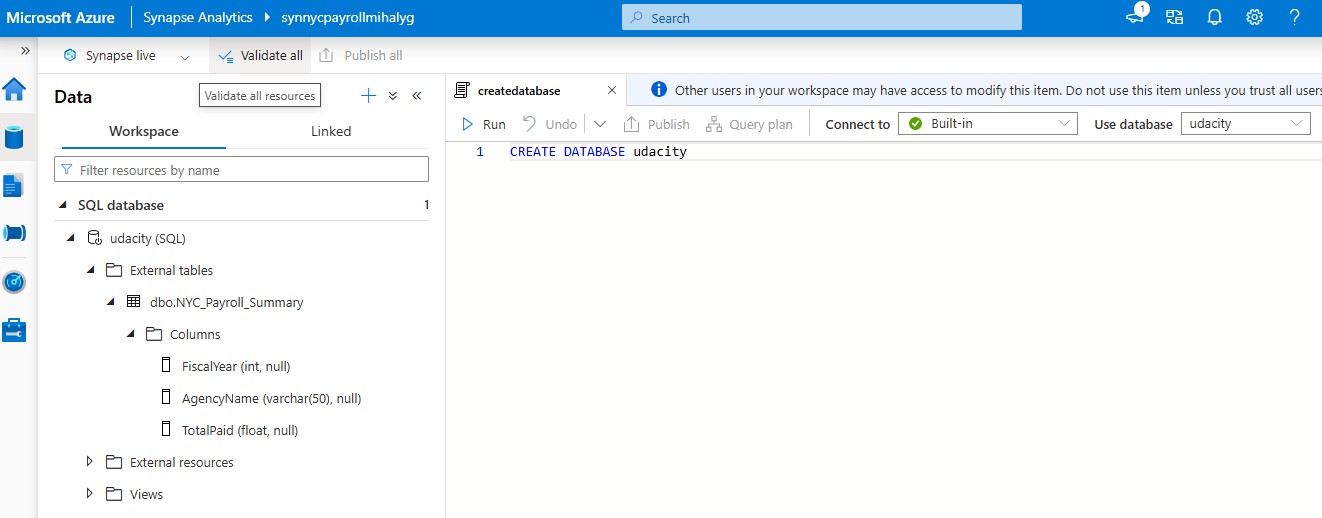 Microsoft Azure Synapse Analytics synnycpayrollmihalyg Search 1 ?
» Synapse live Validate all Publish all
Data Validate all resources
Workspace Linked
Filter resources by name
SQL database 1
udacity (SQL)
External tables
dbo.NYC_Payroll_Summary
Columns
FiscalYear (int, null)
AgencyName (varchar(50), null)
TotalPaid (float, null)
External resources
Views
createdatabase Other users in your workspace may have access to modify this item. Do not use this item unless you trust all users
Run Undo Publish Query plan Connect to Built-in Use database udacity
1 CREATE DATABASE udacity